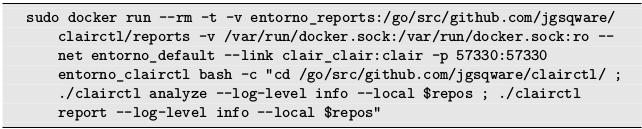 sudo docker run --rm -t -v entorno_reports:/go/src/github.com/jgsqware/
clairctl/reports -v /var/run/docker.sock:/var/run/docker.sock:ro --
net entorno_default --link clair_clair:clair -p 57330:57330
entorno_clairctl bash -c "cd /go/src/github.com/jgsqware/clairctl/ ;
./clairctl analyze --log-level info --local $repos ; ./clairctl
report --log-level info --local $repos"